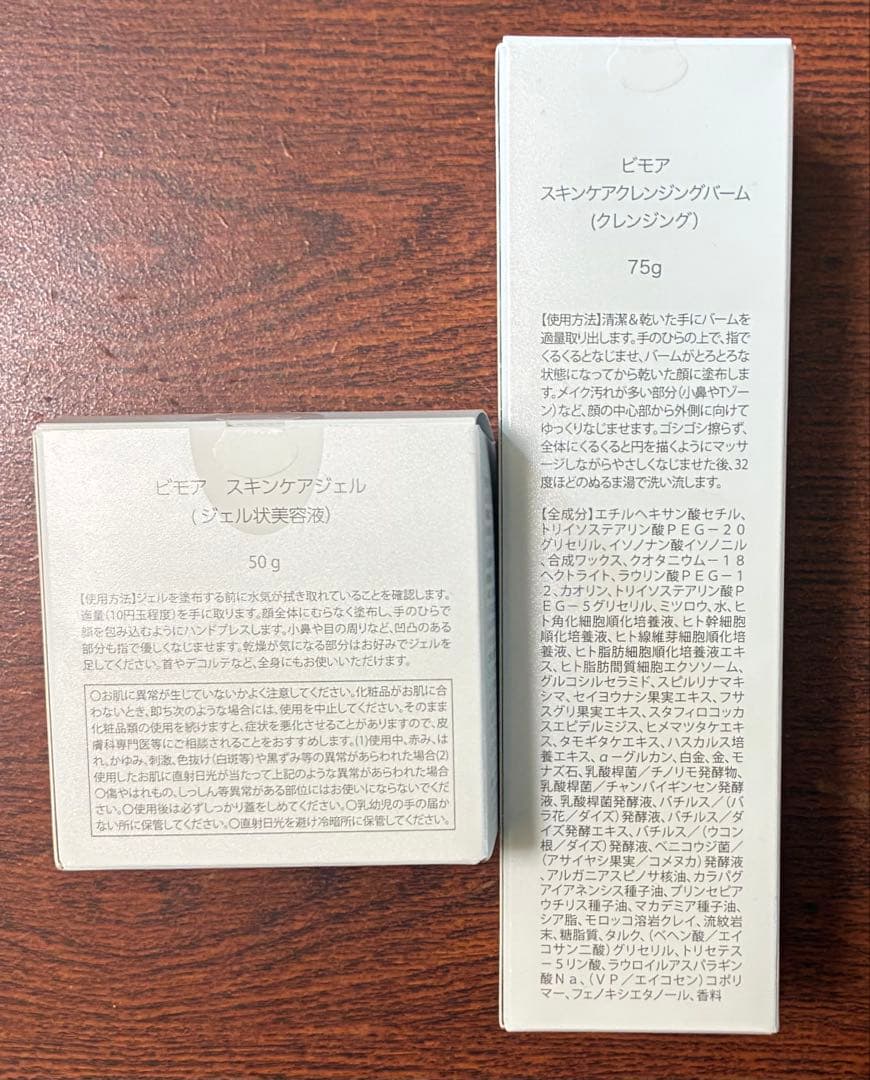 ビモア　スキンケアジェル
(ジェル状美容液)
50 g
【使用方法】ジェルを塗布する前に水気が拭き取れていることを確認します。
適量(10円玉程度)を手に取ります。顔全体にむらなく塗布し、手のひらで
顔を包み込むようにハンドプレスします。小鼻や目の周りなど、凹凸のある
部分も指で優しくなじませます。乾燥が気になる部分はお好みでジェルを
足してください。首やデコルテなど、全身にもお使いいただけます。
〇お肌に異常が生じていないかよく注意してください。化粧品がお肌に合
わないとき、即ち次のような場合には、使用を中止してください。そのまま
化粧品類の使用を続けますと、症状を悪化させることがありますので、皮
膚科専門医等にご相談されることをおすすめします。(1)使用中、赤み、は
れ、かゆみ、刺激、色抜け(白斑等)や黒ずみ等の異常があらわれた場合(2)
使用したお肌に直射日光が当たって上記のような異常があらわれた場合
〇傷やはれもの、しっしん等異常がある部位にはお使いにならないでくだ
さい。〇使用後は必ずしっかり蓋をしめてください。〇乳幼児の手の届か
ない所に保管してください。〇直射日光を避け冷暗所に保管してください。
ビモア
スキンケアクレンジングバーム
(クレンジング)
75g
【使用方法】清潔＆乾いた手にバームを
適量取り出します。手のひらの上で、指で
くるくるとなじませ、バームがとろとろな
状態になってから乾いた顔に塗布しま
す。メイク汚れが多い部分(小鼻やTゾー
ン)など、顔の中心部から外側に向けて
ゆっくりなじませます。ゴシゴシ擦らず、
全体にくるくると円を描くようにマッサ
ージしながらやさしくなじませた後、32
度ほどのぬるま湯で洗い流します。
【全成分】エチルヘキサン酸セチル、
トリイソステアリン酸ＰＥＧ－２０
グリセリル、イソノナン酸イソノニル
、合成ワックス、クオタニウム－１８
ヘクトライト、ラウリン酸ＰＥＧ－１
２、カオリン、トリイソステアリン酸Ｐ
ＥＧ－５グリセリル、ミツロウ、水、ヒ
ト角化細胞順化培養液、ヒト幹細胞
順化培養液、ヒト線維芽細胞順化培
養液、ヒト脂肪細胞順化培養液エキ
ス、ヒト脂肪間質細胞エクソソーム、
グルコシルセラミド、スピルリナマキ
シマ、セイヨウナシ果実エキス、フサ
スグリ果実エキス、スタフィロコッカ
スエピデルミジス、ヒメマツタケエキ
ス、タモギタケエキス、ハスカルス培
養エキス、α－グルカン、白金、金、モ
ナズ石、乳酸桿菌／チノリモ発酵物、
乳酸桿菌／チャンバイギンセン発酵
液、乳酸桿菌発酵液、バチルス／（バ
ラ花／ダイズ）発酵液、バチルス／ダ
イズ発酵エキス、バチルス／（ウコン
根／ダイズ）発酵液、ベニコウジ菌／
（アサイヤシ果実／コメヌカ）発酵液
、アルガニアスピノサ核油、カラパグ
アイアネンシス種子油、プリンセピア
ウチリス種子油、マカデミア種子油、
シア脂、モロッコ溶岩クレイ、流紋岩
末、糖脂質、タルク、（ベヘン酸／エイ
コサン二酸）グリセリル、トリセテス
－５リン酸、ラウロイルアスパラギン
酸Ｎａ、（ＶＰ／エイコセン）コポリ
マー、フェノキシエタノール、香料